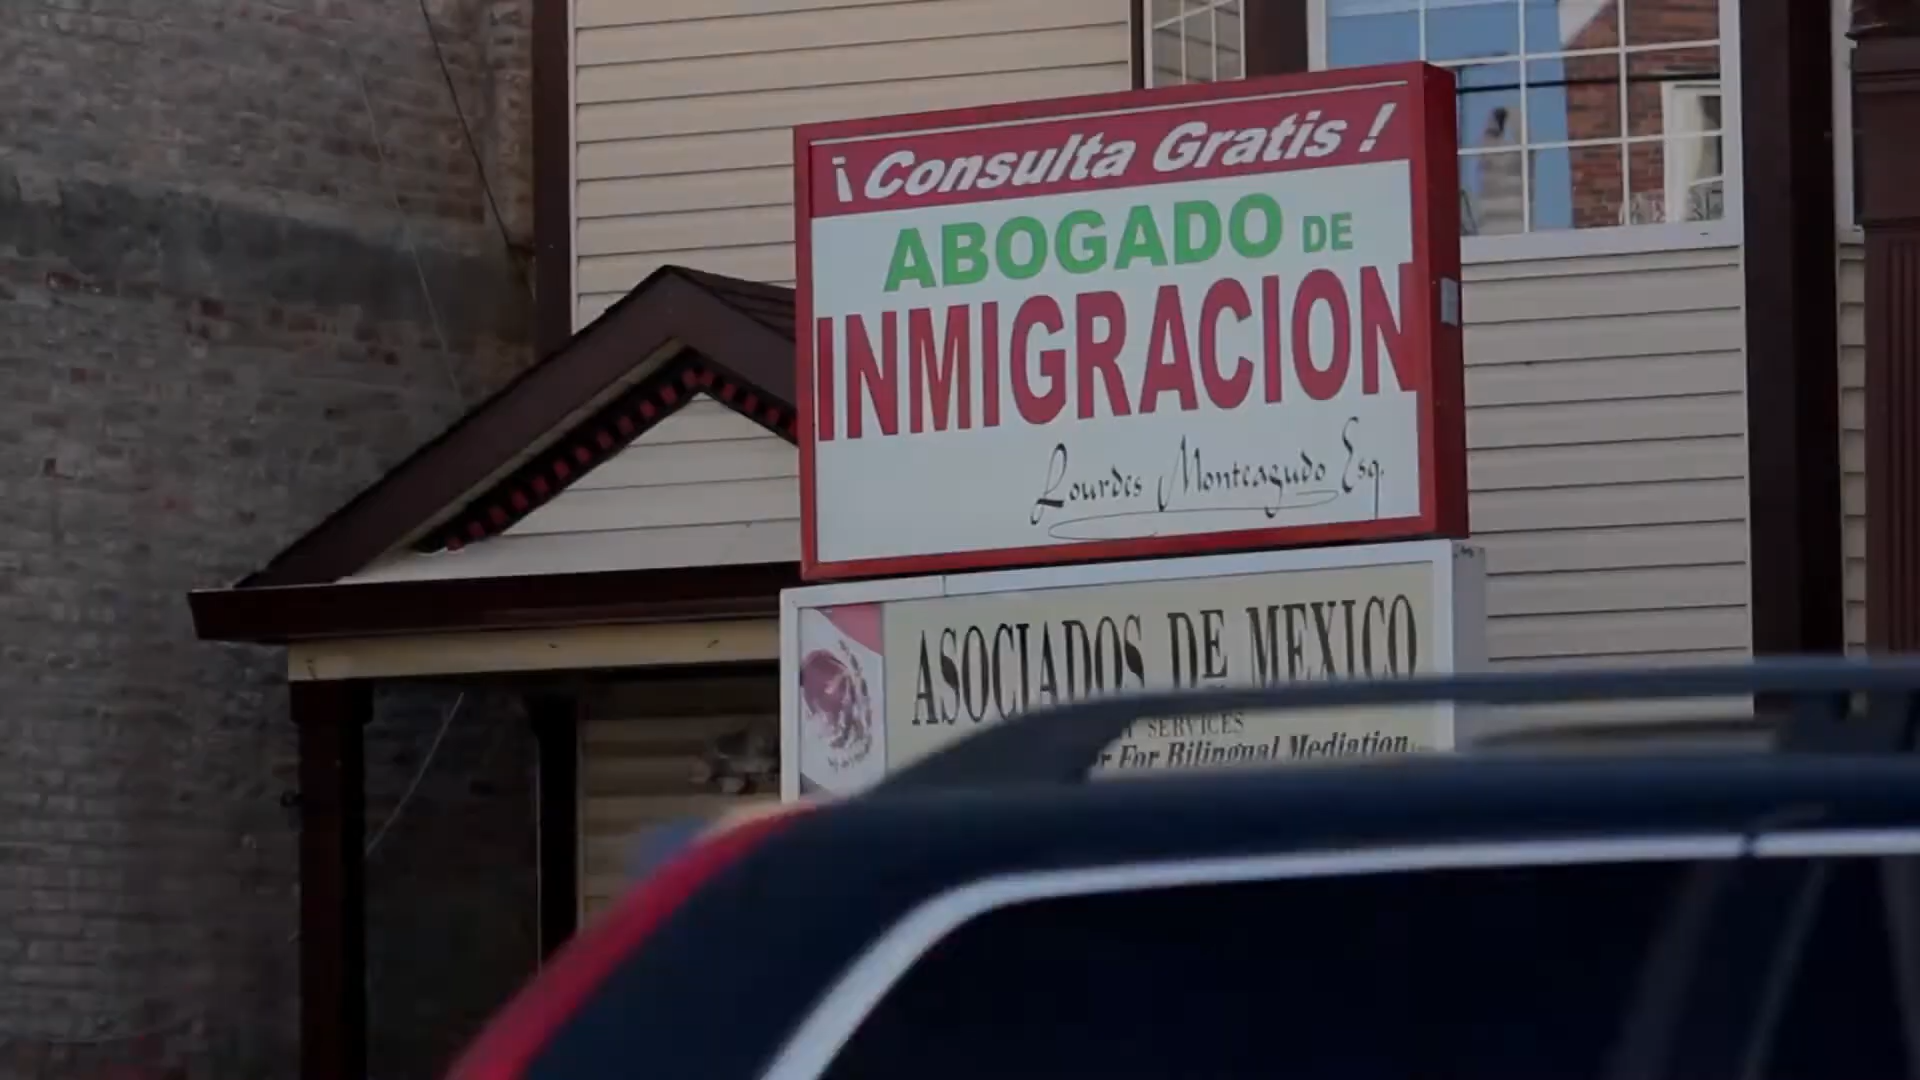 ¡Consulta Gratis!
ABOGADO DE
INMIGRACION
Lourdes Monteagudo Esq.
ASOCIADOS DE MEXICO
SERVICES
For Bilingual Mediation